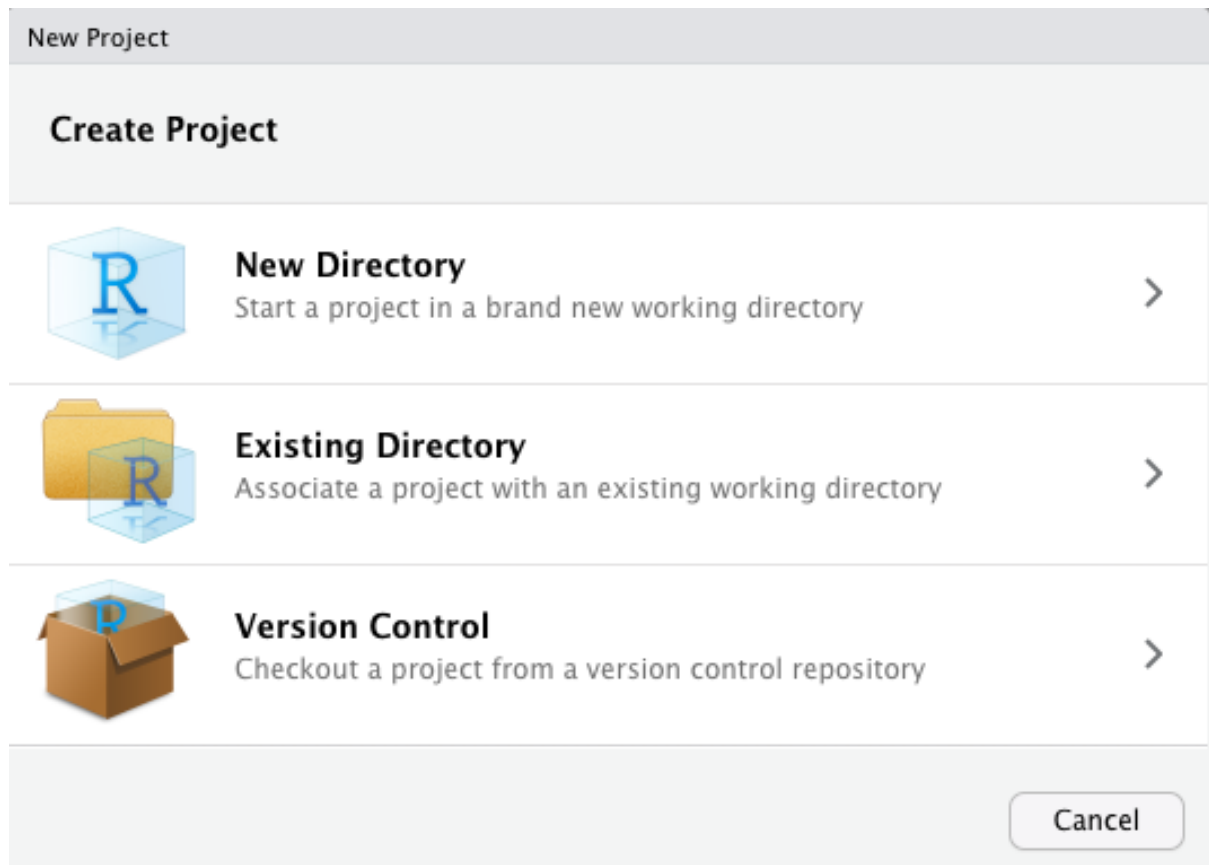 New Project
Create Project
R
New Directory
Start a project in a brand new working directory
R
Existing Directory
Associate a project with an existing working directory
R
Version Control
Checkout a project from a version control repository
Cancel